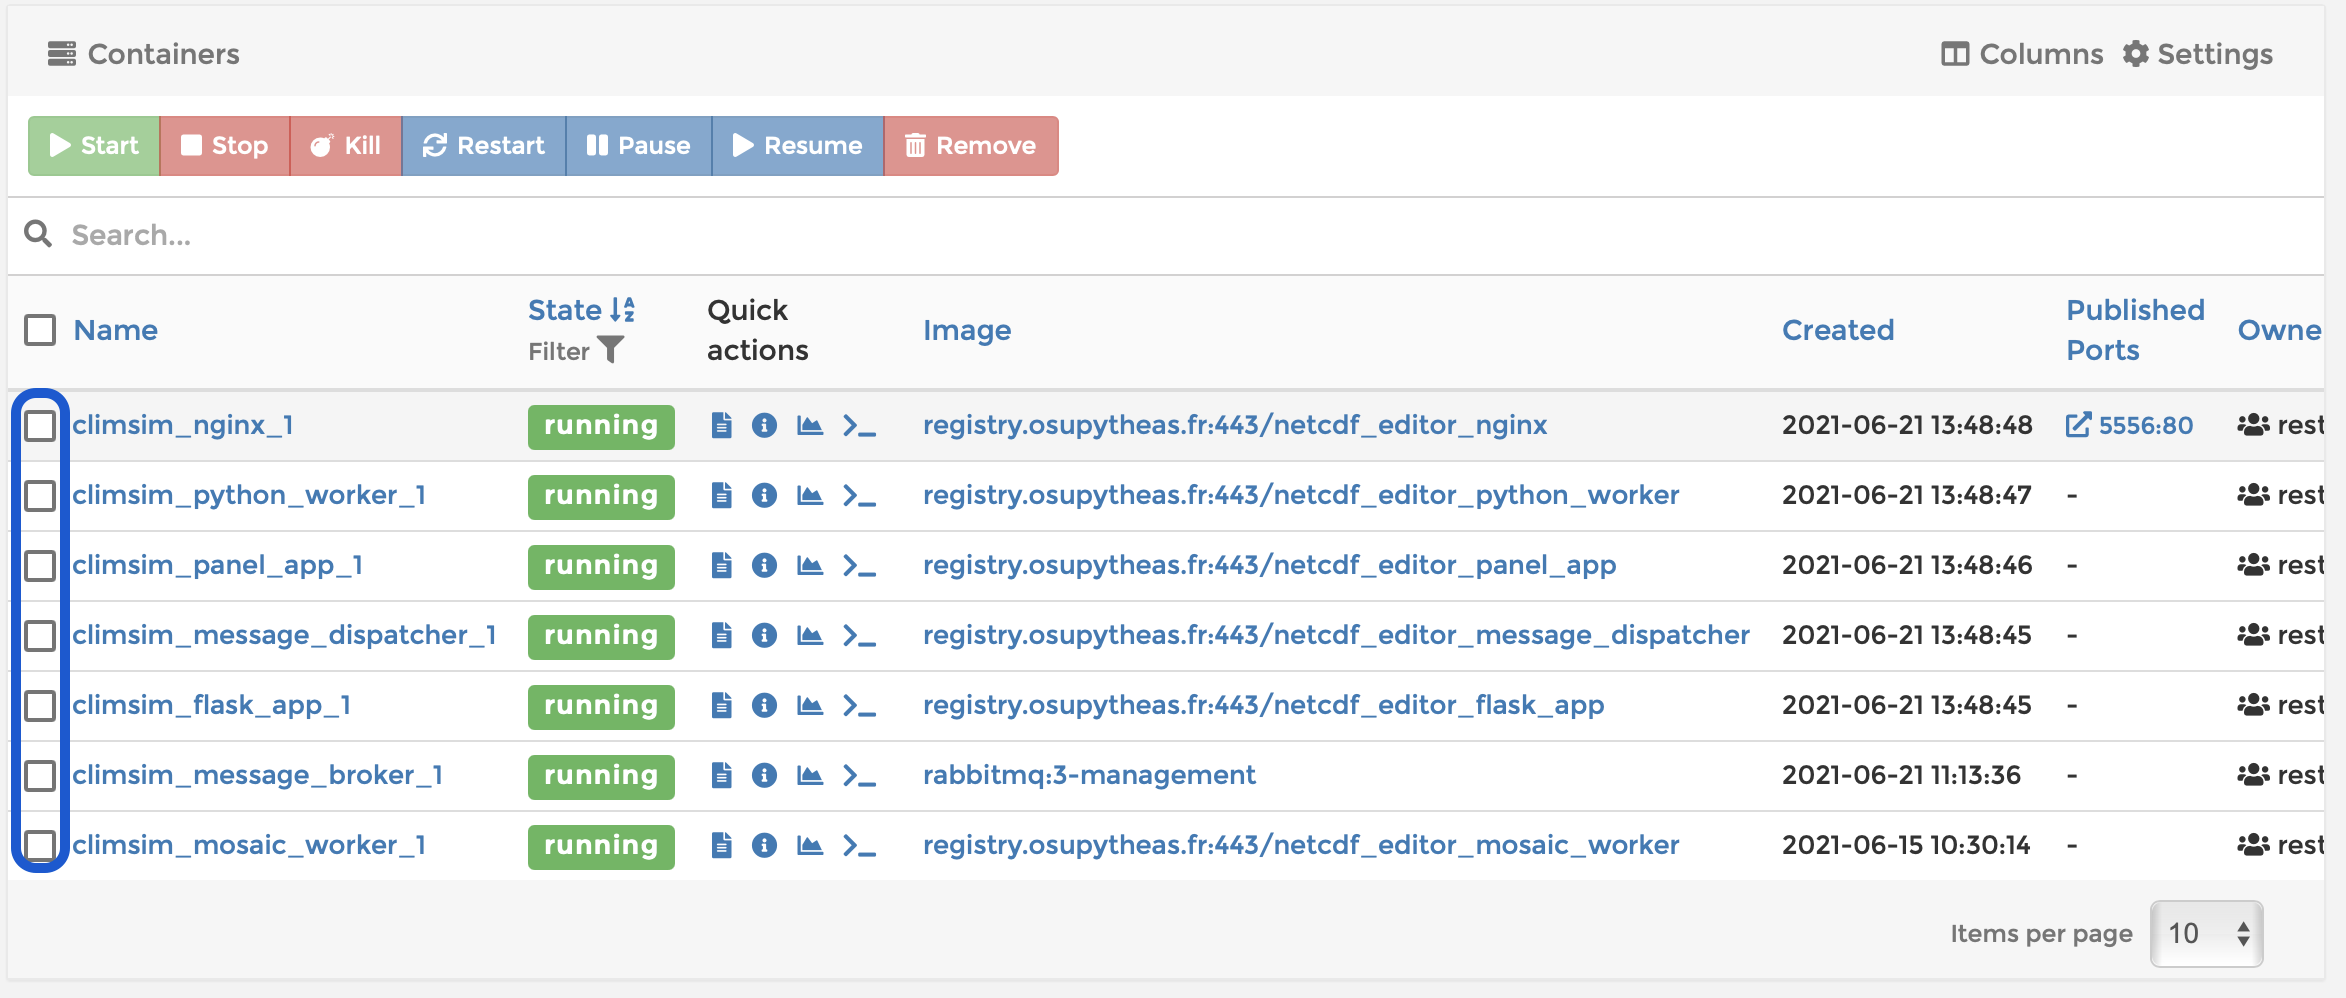 Containers Columns Settings
Start Stop Kill Restart Pause Resume Remove
Search...
Name State Filter Quick actions Image Created Published Ports Owne
climsim_nginx_1 running registry.osupytheas.fr:443/netcdf_editor_nginx 2021-06-21 13:48:48 5556:80 rest
climsim_python_worker_1 running registry.osupytheas.fr:443/netcdf_editor_python_worker 2021-06-21 13:48:47 - rest
climsim_panel_app_1 running registry.osupytheas.fr:443/netcdf_editor_panel_app 2021-06-21 13:48:46 - rest
climsim_message_dispatcher_1 running registry.osupytheas.fr:443/netcdf_editor_message_dispatcher 2021-06-21 13:48:45 - rest
climsim_flask_app_1 running registry.osupytheas.fr:443/netcdf_editor_flask_app 2021-06-21 13:48:45 - rest
climsim_message_broker_1 running rabbitmq:3-management 2021-06-21 11:13:36 - rest
climsim_mosaic_worker_1 running registry.osupytheas.fr:443/netcdf_editor_mosaic_worker 2021-06-15 10:30:14 - rest
Items per page 10